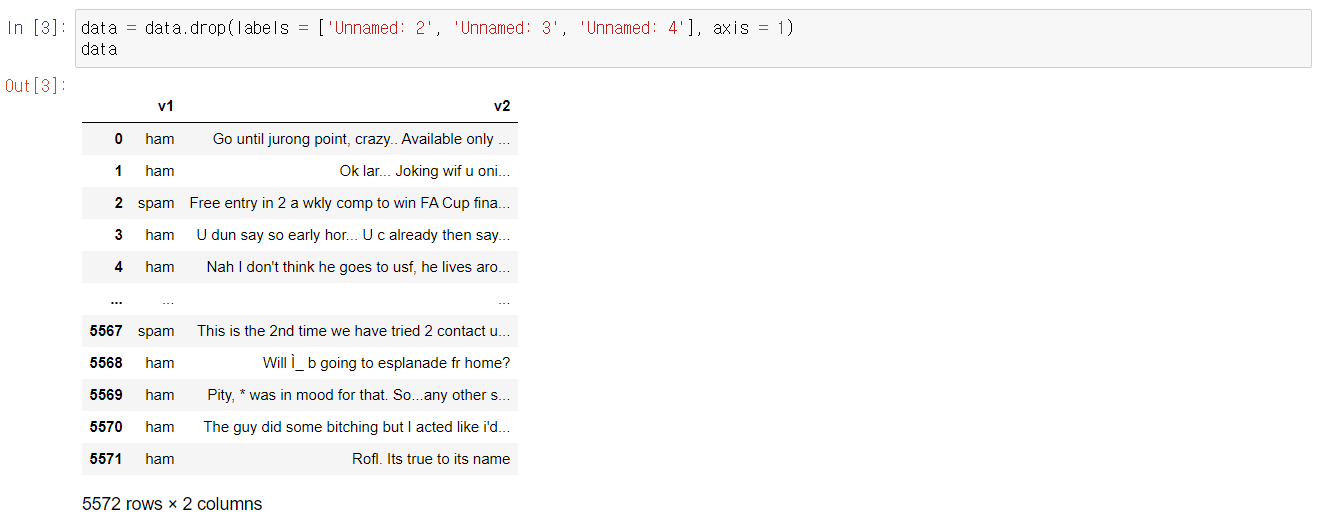 In [3]: data = data.drop(labels = ['Unnamed: 2', 'Unnamed: 3', 'Unnamed: 4'], axis = 1)
data
Out[3]:
v1 v2
0 ham Go until jurong point, crazy.. Available only ...
1 ham Ok lar... Joking wif u oni...
2 spam Free entry in 2 a wkly comp to win FA Cup fina...
3 ham U dun say so early hor... U c already then say...
4 ham Nah I don't think he goes to usf, he lives aro...
... ... ...
5567 spam This is the 2nd time we have tried 2 contact u...
5568 ham Will Ì_ b going to esplanade fr home?
5569 ham Pity, * was in mood for that. So...any other s...
5570 ham The guy did some bitching but I acted like i'd...
5571 ham Rofl. Its true to its name
5572 rows × 2 columns